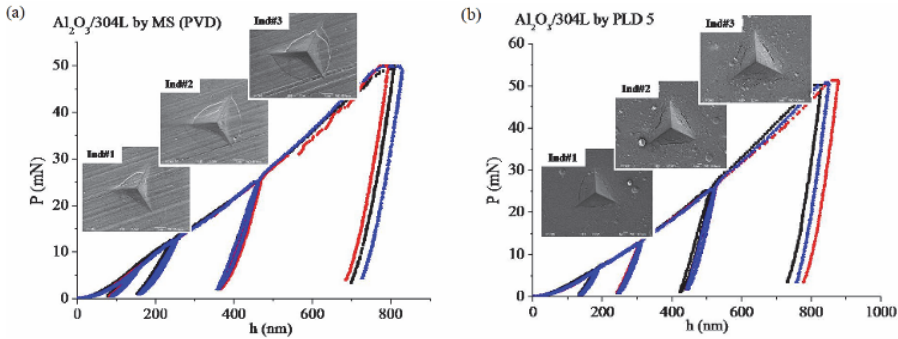 (a)
Al2O3/304L by MS (PVD)
Ind#3
Ind#2
Ind#1
P (mN)
50
40
30
20
10
0
0 200 400 600 800
h (nm)
(b)
Al2O3/304L by PLD 5
Ind#3
Ind#2
Ind#1
P (mN)
60
50
40
30
20
10
0
0 200 400 600 800 1000
h (nm)